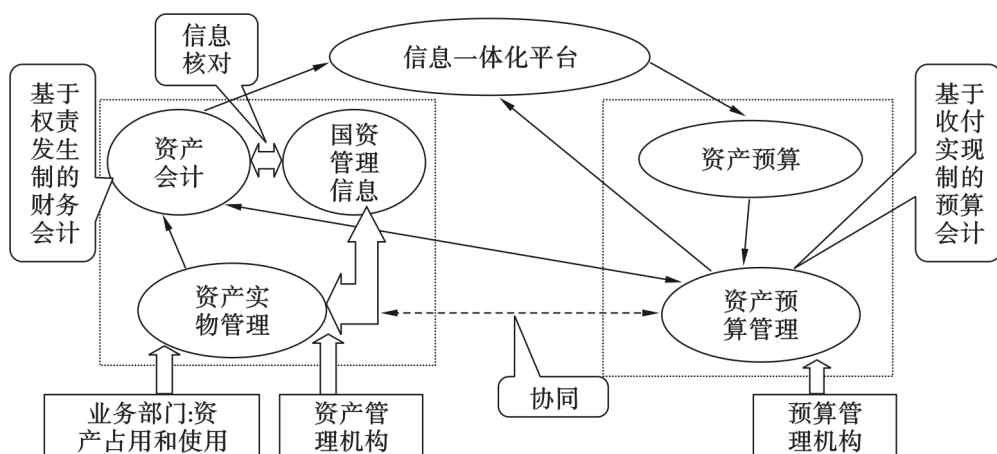 信息
核对
信息一体化平台
基于
权责
发生
制的
财务
会计
资产
会计
国资
管理
信息
资产预算
基于
收付
实现
制的
预算
会计
资产实
物管理
资产预
算管理
协同
业务部门:资
产占用和使用
资产管
理机构
预算管
理机构